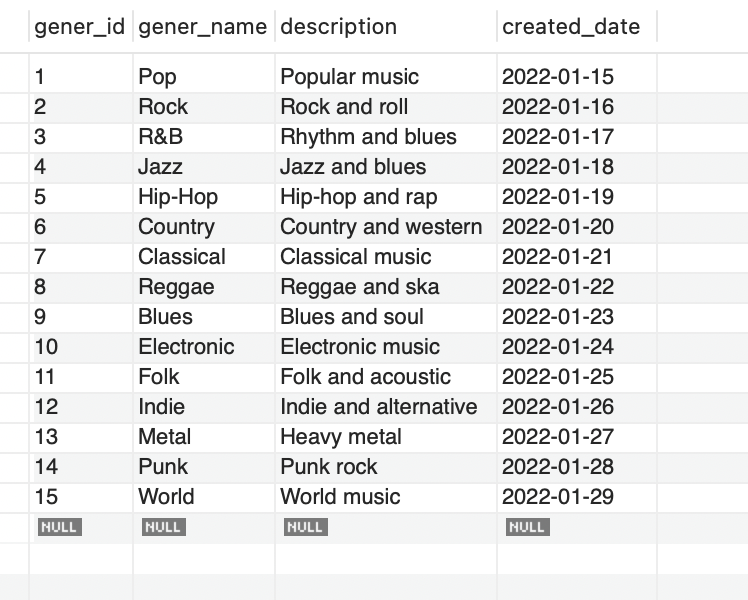 gener_id gener_name description created_date
1 Pop Popular music 2022-01-15
2 Rock Rock and roll 2022-01-16
3 R&B Rhythm and blues 2022-01-17
4 Jazz Jazz and blues 2022-01-18
5 Hip-Hop Hip-hop and rap 2022-01-19
6 Country Country and western 2022-01-20
7 Classical Classical music 2022-01-21
8 Reggae Reggae and ska 2022-01-22
9 Blues Blues and soul 2022-01-23
10 Electronic Electronic music 2022-01-24
11 Folk Folk and acoustic 2022-01-25
12 Indie Indie and alternative 2022-01-26
13 Metal Heavy metal 2022-01-27
14 Punk Punk rock 2022-01-28
15 World World music 2022-01-29
NULL NULL NULL NULL